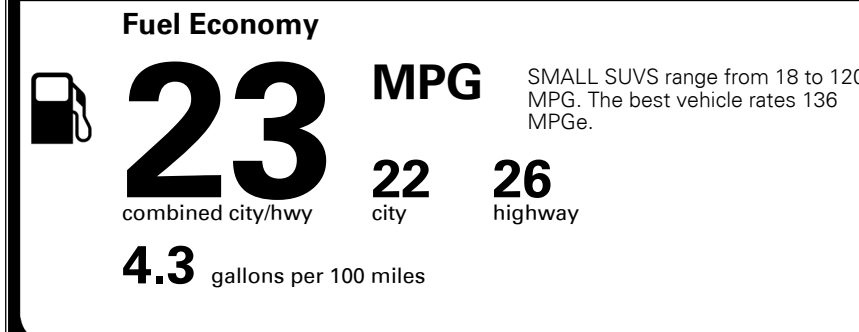 Fuel Economy
23
MPG
SMALL SUVS range from 18 to 120
MPG. The best vehicle rates 136
MPGe.
22 26
combined city/hwy city highway
4.3 gallons per 100 miles